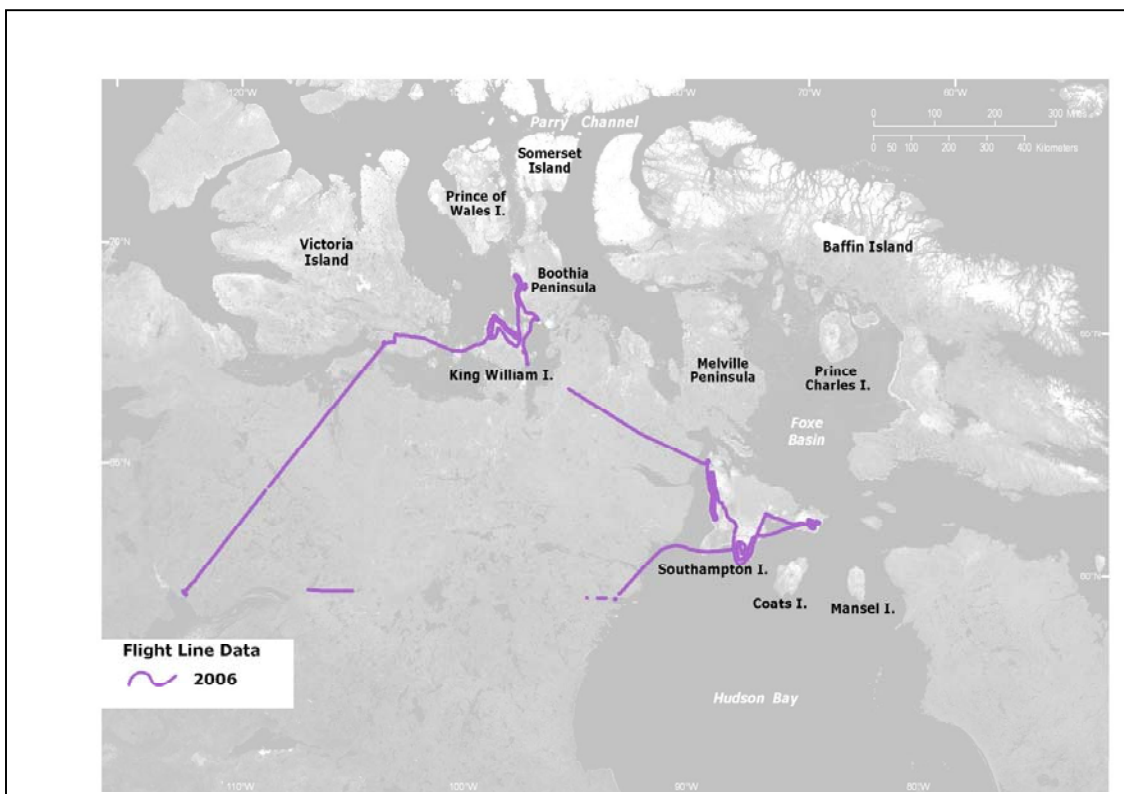 120°W
70°W
Parry Channel
0 100 200 300 Miles
0 50 100 200 300 400 Kilometers
Somerset
Island
Prince of
Wales I.
Victoria
Island
Baffin Island
Boothia
Peninsula
King William I.
Melville
Peninsula
Prince
Charles I.
Foxe
Basin
65°N
Southampton I.
Coats I.
Mansel I.
60°N
Flight Line Data
2006
Hudson Bay
110°W
100°W
90°W
80°W